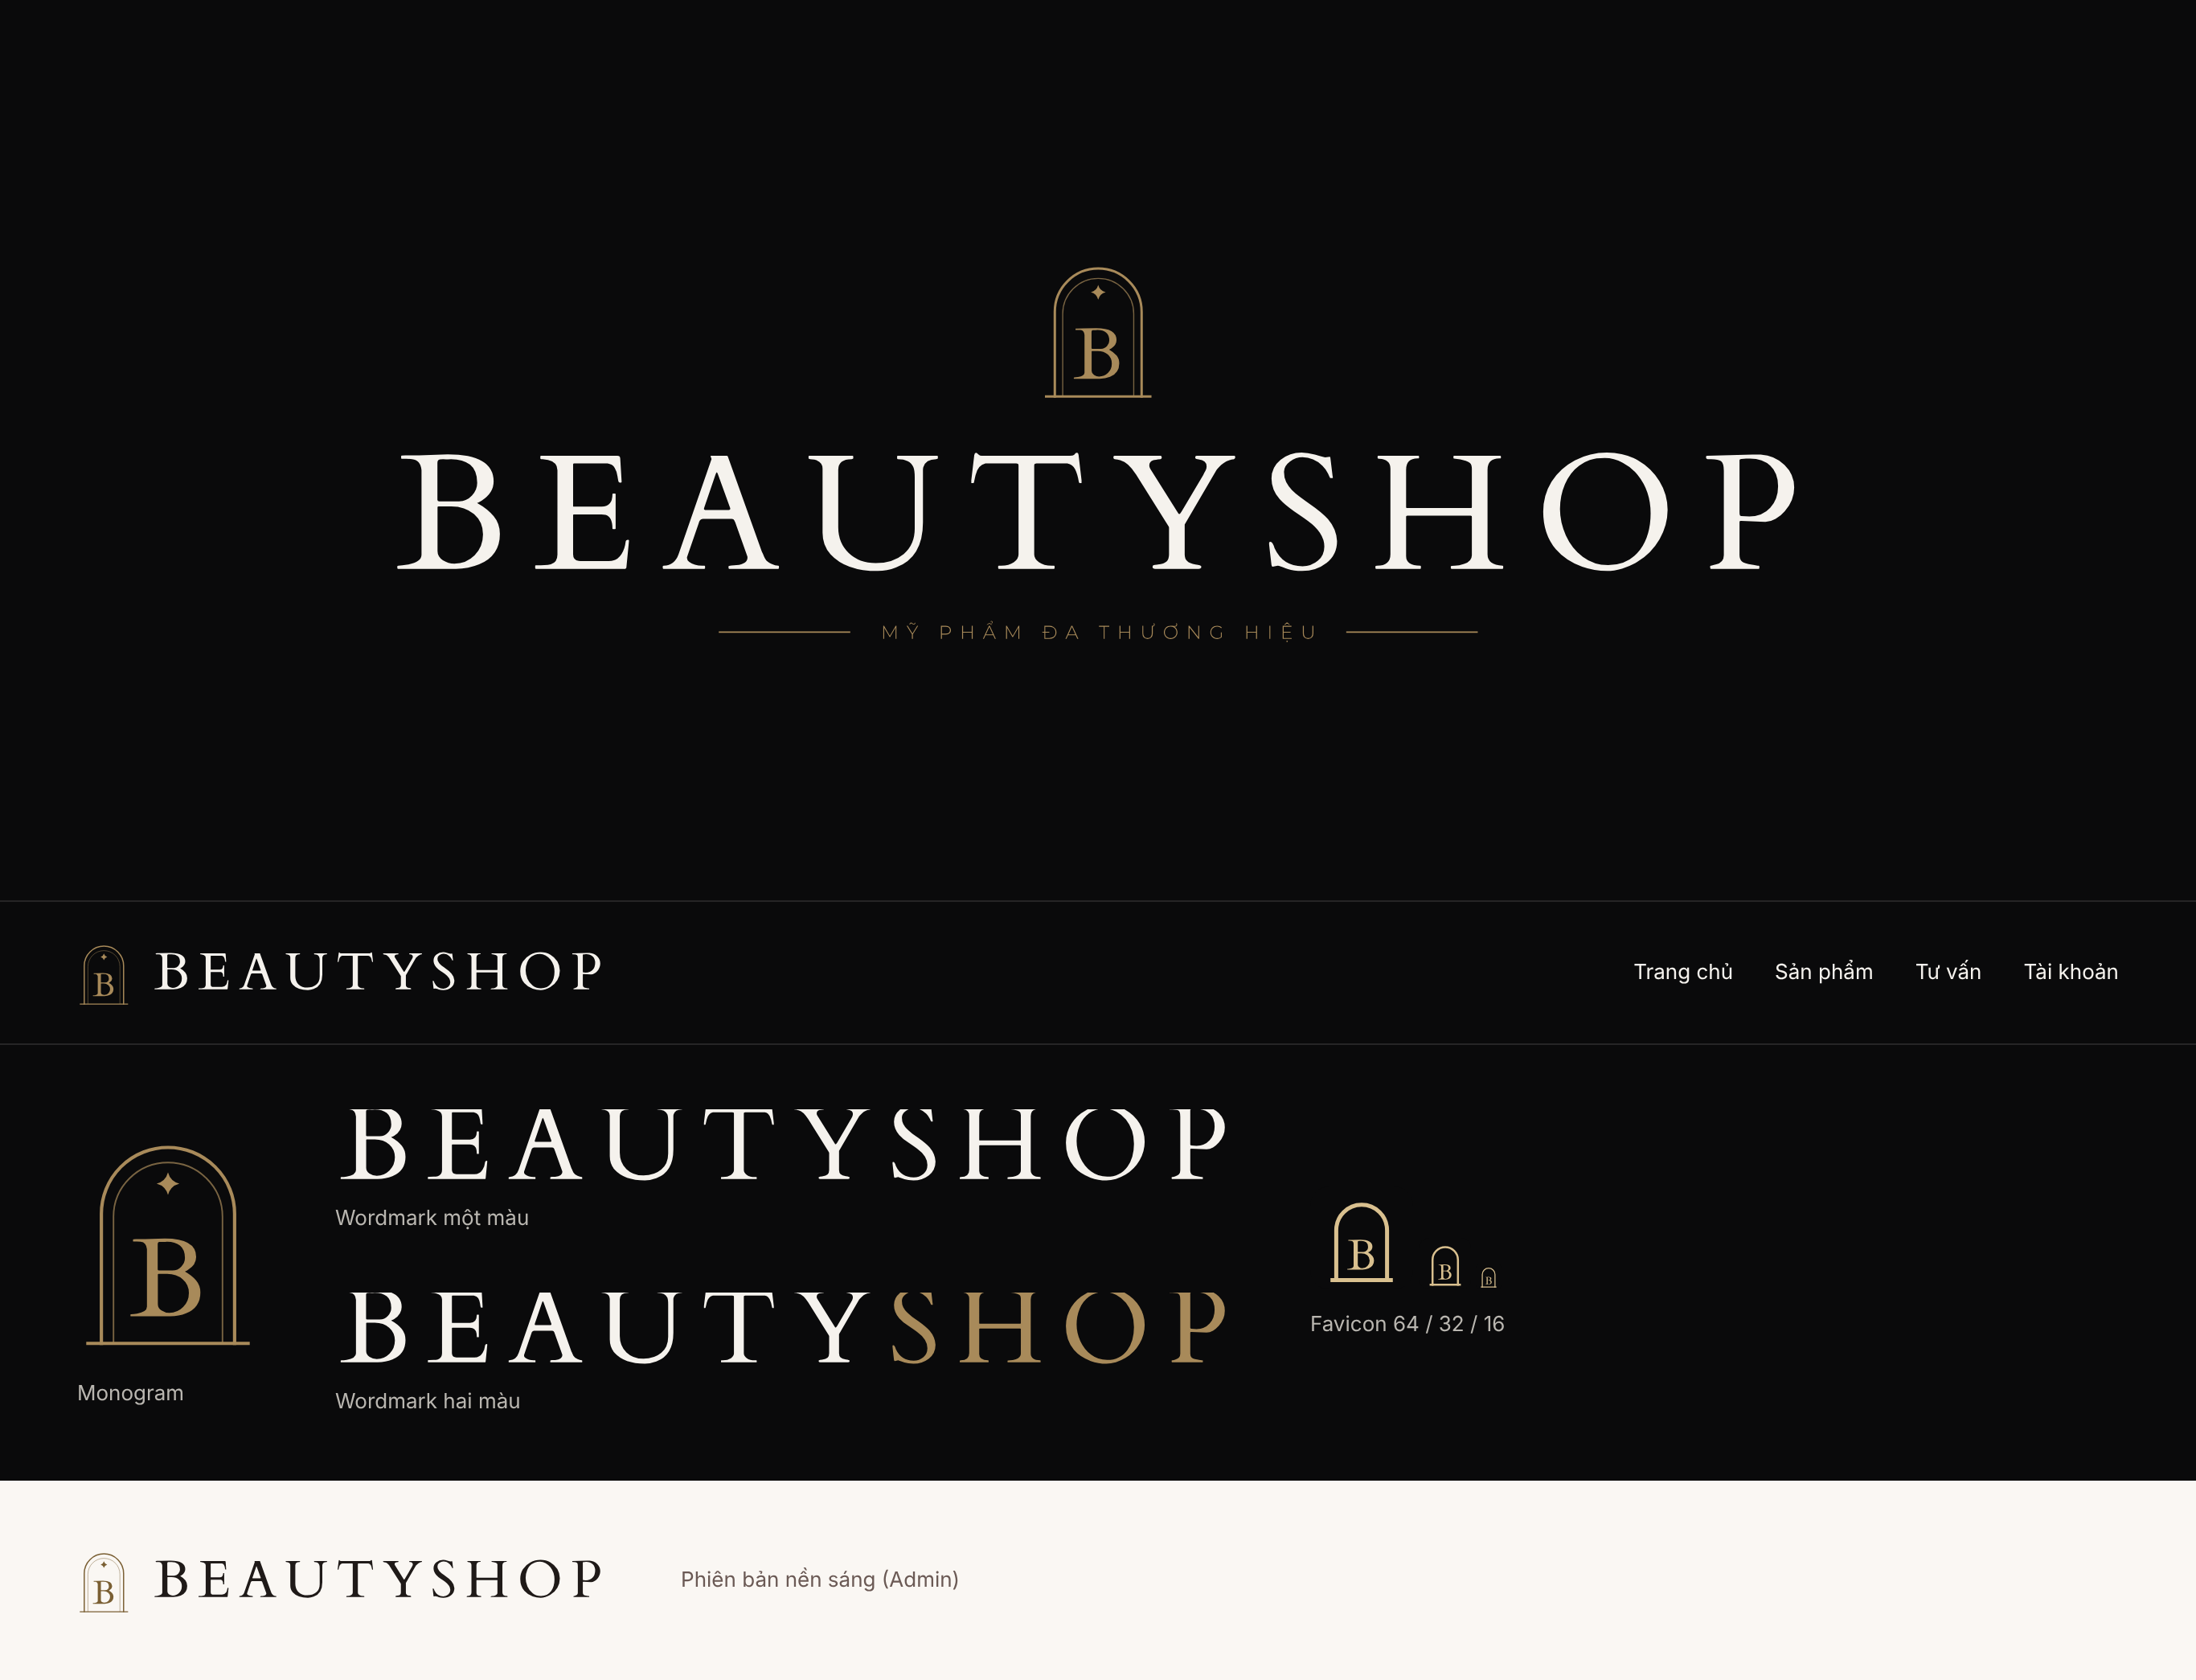 B
BEAUTYSHOP
MỸ PHẨM ĐA THƯƠNG HIỆU
B BEAUTYSHOP Trang chủ Sản phẩm Tư vấn Tài khoản
B
Monogram
BEAUTYSHOP
Wordmark một màu
BEAUTYSHOP
Wordmark hai màu
B B B
Favicon 64 / 32 / 16
B BEAUTYSHOP Phiên bản nền sáng (Admin)